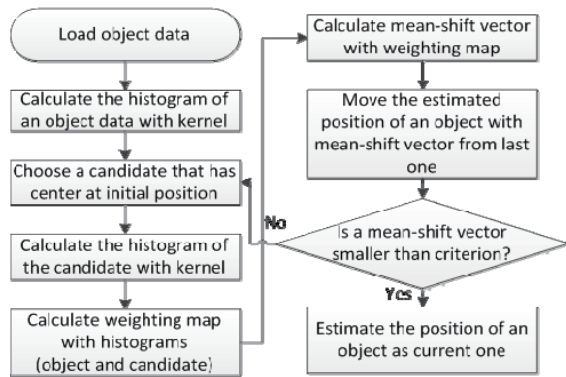 Load object data
Calculate the histogram of
an object data with kernel
Choose a candidate that has
center at initial position
Calculate the histogram of
the candidate with kernel
Calculate weighting map
with histograms
(object and candidate)
Calculate mean-shift vector
with weighting map
Move the estimated
position of an object with
mean-shift vector from last
one
Is a mean-shift vector
smaller than criterion?
No
Yes
Estimate the position of an
object as current one